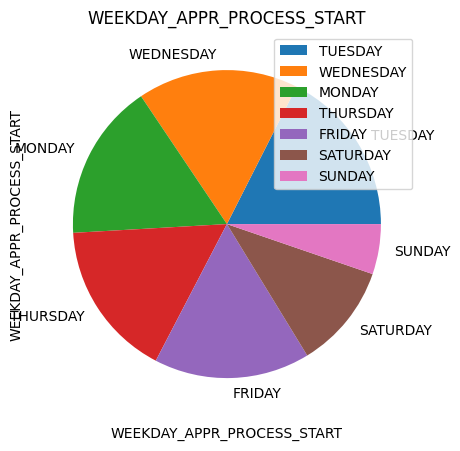 WEEKDAY_APPR_PROCESS_START
WEDNESDAY
TUESDAY
WEDNESDAY
MONDAY
THURSDAY
FRIDAY
SATURDAY
SUNDAY
TUESDAY
MONDAY
WEEKDAY_APPR_PROCESS_START
SUNDAY
THURSDAY
SATURDAY
FRIDAY
WEEKDAY_APPR_PROCESS_START